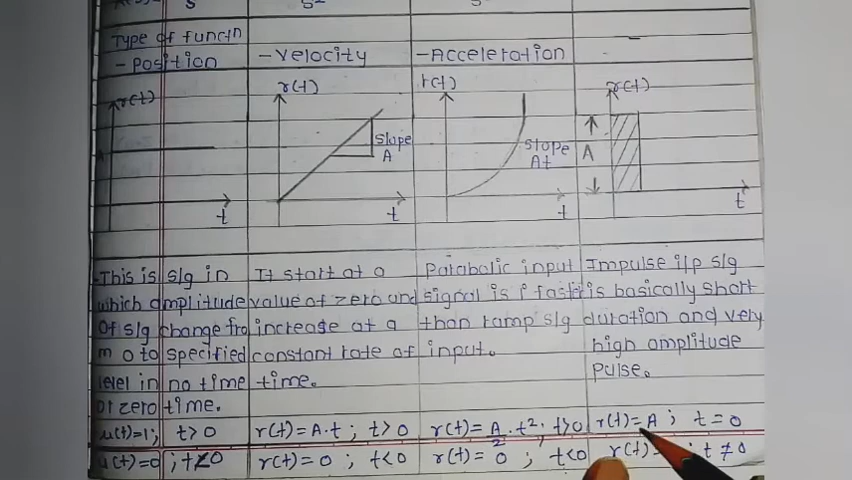 Type of functn
- Position
- Velocity
- Acceleration
r(t)
A
t
r(t)
slope
A
t
r(t)
slope
At
t
r(t)
A
t
This is s/g in
which amplitude
of s/g change fro
m 0 to specified
level in no time
or zero time.
u(t)=1; t>0
u(t)=0; t<0
It start at a
value of zero and
increase at a
constant rate of
time.
r(t)=A.t; t>0
r(t)=0; t<0
Parabolic input
signal is 1 faster
than ramp s/g
input.
r(t)=A/2.t²; t>0
r(t)=0; t<0
Impulse i/p s/g
is basically short
duration and very
high amplitude
pulse.
r(t)=A; t=0
r(t)= ; t≠0